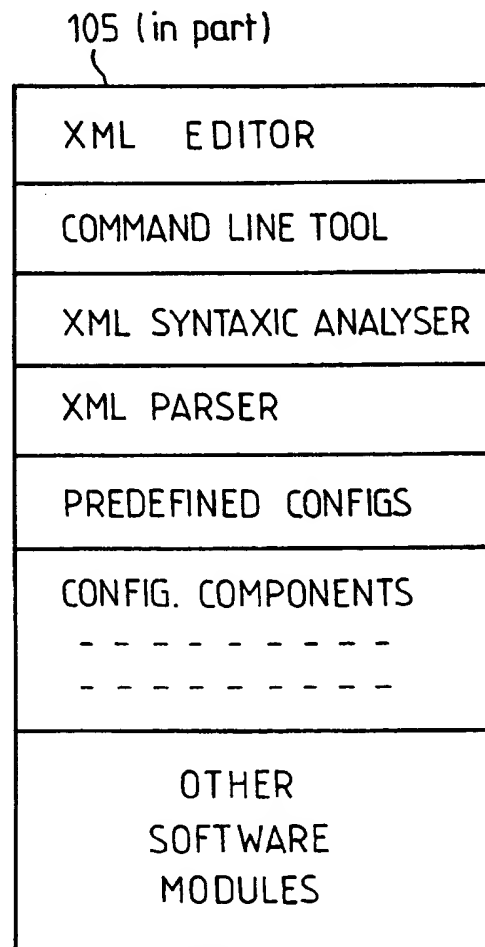 105 (in part)
XML EDITOR
COMMAND LINE TOOL
XML SYNTAXIC ANALYSER
XML PARSER
PREDEFINED CONFIGS
CONFIG. COMPONENTS
OTHER
SOFTWARE
MODULES